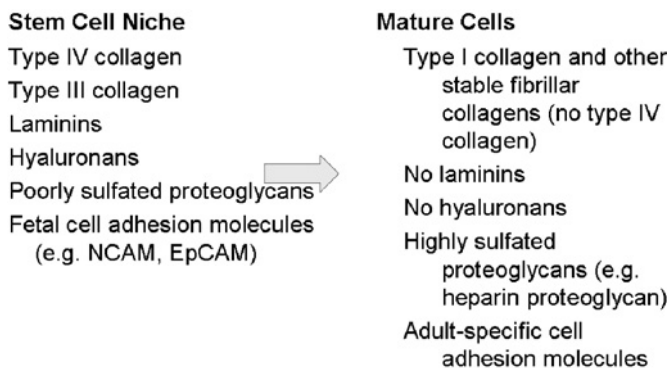 Stem Cell Niche
Type IV collagen
Type III collagen
Laminins
Hyaluronans
Poorly sulfated proteoglycans
Fetal cell adhesion molecules
(e.g. NCAM, EpCAM)
Mature Cells
Type I collagen and other
stable fibrillar
collagens (no type IV
collagen)
No laminins
No hyaluronans
Highly sulfated
proteoglycans (e.g.
heparin proteoglycan)
Adult-specific cell
adhesion molecules